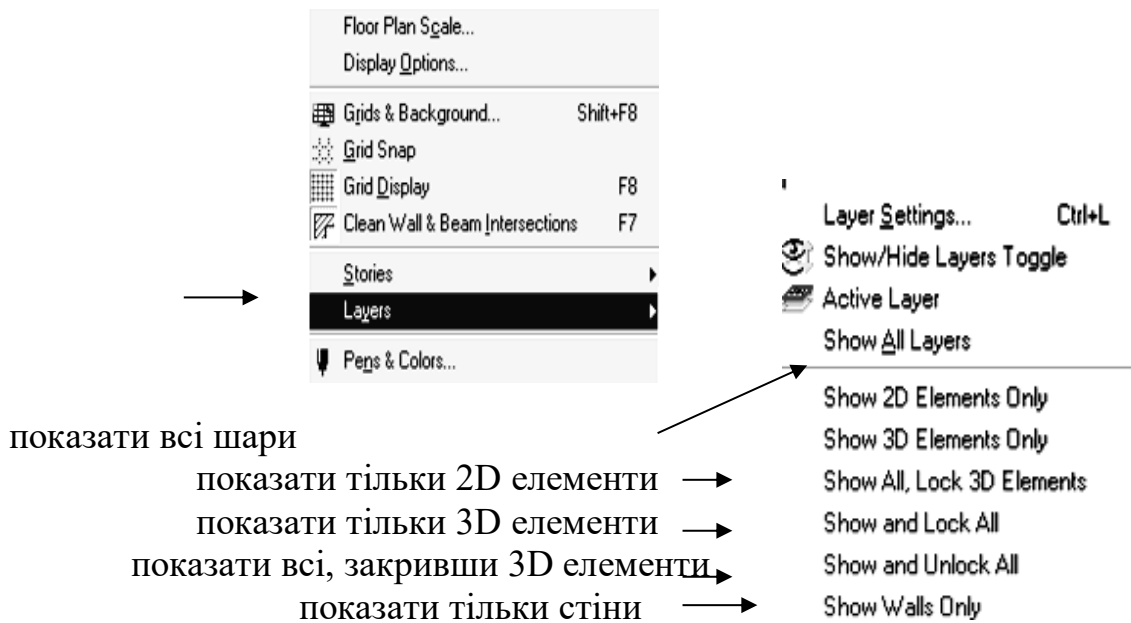 Floor Plan Scale...
Display Options...
Grids & Background... Shift+F8
Grid Snap
Grid Display F8
Clean Wall & Beam Intersections F7
Stories
Layers
Pens & Colors...
Layer Settings... Ctrl+L
Show/Hide Layers Toggle
Active Layer
Show All Layers
Show 2D Elements Only
Show 3D Elements Only
Show All, Lock 3D Elements
Show and Lock All
Show and Unlock All
Show Walls Only
показати всі шари
показати тільки 2D елементи
показати тільки 3D елементи
показати всі, закривши 3D елементи
показати тільки стіни